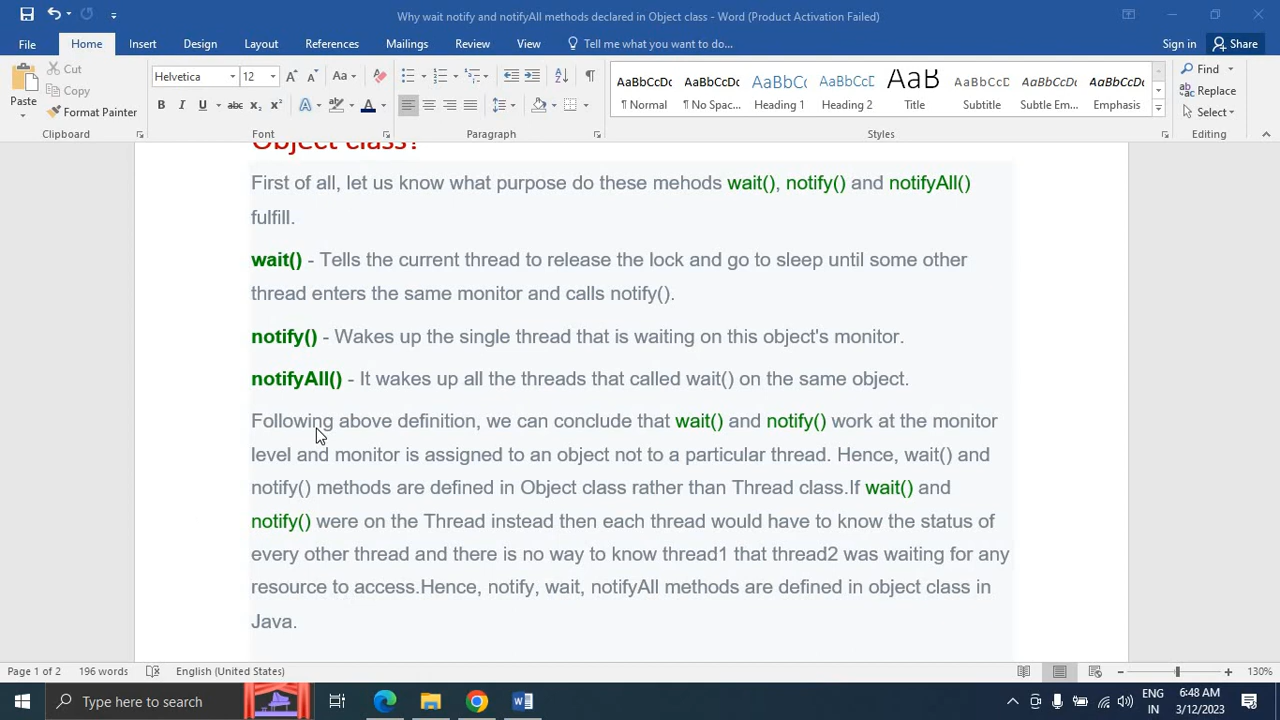 Why wait notify and notifyAll methods declared in Object class - Word (Product Activation Failed)
File Home Insert Design Layout References Mailings Review View Tell me what you want to do... Sign in Share
Paste Cut Copy Format Painter
Helvetica 12
Aa
B I U abc X₂ X² A A
AaBbCcDc AaBbCcDc AaBbCc AaBbCcD AaB AaBbCcD AaBbCcDc AaBbCcDc
¶ Normal ¶ No Spac... Heading 1 Heading 2 Title Subtitle Subtle Em... Emphasis
Find Replace Select
Clipboard Font Paragraph Styles Editing
Object class?
First of all, let us know what purpose do these mehods wait(), notify() and notifyAll()
fulfill.
wait() - Tells the current thread to release the lock and go to sleep until some other
thread enters the same monitor and calls notify().
notify() - Wakes up the single thread that is waiting on this object's monitor.
notifyAll() - It wakes up all the threads that called wait() on the same object.
Following above definition, we can conclude that wait() and notify() work at the monitor
level and monitor is assigned to an object not to a particular thread. Hence, wait() and
notify() methods are defined in Object class rather than Thread class.If wait() and
notify() were on the Thread instead then each thread would have to know the status of
every other thread and there is no way to know thread1 that thread2 was waiting for any
resource to access.Hence, notify, wait, notifyAll methods are defined in object class in
Java.
Page 1 of 2 196 words English (United States) 130%
Type here to search
ENG 6:48 AM
IN 3/12/2023